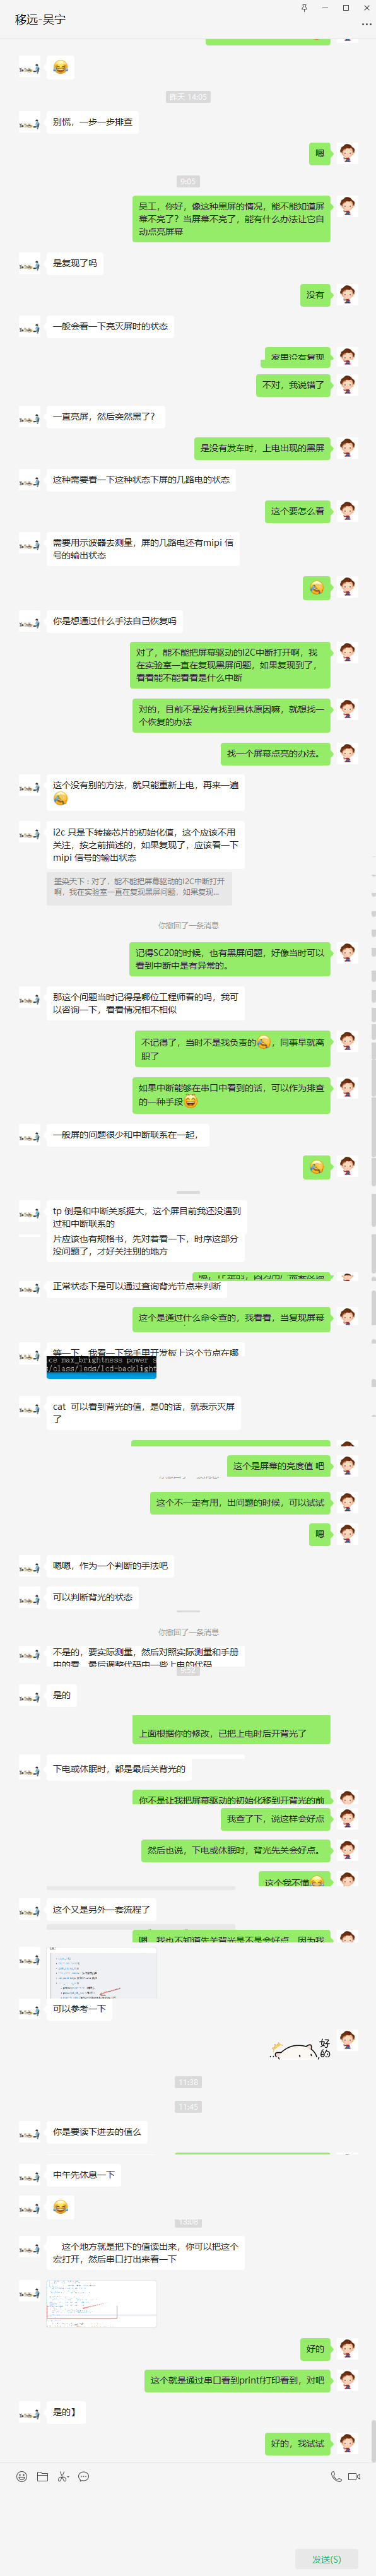 移远-吴宁
昨天 14:05
别慌，一步一步排查
嗯
9:05
吴工，你好，像这种黑屏的情况，能不能知道屏
幕不亮了？当屏幕不亮了，能有什么办法让它自
动点亮屏幕
是复现了吗
没有
一般会看一下亮灭屏时的状态
家里没有复现
不对，我说错了
一直亮屏，然后突然黑了?
是没有发车时，上电出现的黑屏
这种需要看一下这种状态下屏的几路电的状态
这个要怎么看
需要用示波器去测量，屏的几路电还有mipi 信
号的输出状态
你是想通过什么手法自己恢复吗
对了，能不能把屏幕驱动的I2C中断打开啊，我
在实验室一直在复现黑屏问题，如果复现到了，
看看能不能看看是什么中断
对的，目前不是没有找到具体原因嘛，就想找一
个恢复的办法
找一个屏幕点亮的办法。
这个没有别的方法，就只能重新上电，再来一遍
i2c 只是下转接芯片的初始化值，这个应该不用
关注，按之前描述的，如果复现了，应该看一下
mipi 信号的输出状态
墨染天下：对了，能不能把屏幕驱动的I2C中断打开
啊，我在实验室一直在复现黑屏问题，如果复现...
你撤回了一条消息
记得SC20的时候，也有黑屏问题，好像当时可以
看到中断中是有异常的。
那这个问题当时记得是哪位工程师看的吗，我可
以咨询一下，看看情况相不相似
不记得了，当时不是我负责的，同事早就离
职了
如果中断能够在串口中看到的话，可以作为排查
的一种手段
一般屏的问题很少和中断联系在一起，
tp 倒是和中断关系挺大，这个屏目前我还没遇到
过和中断联系的
片应该也有规格书，先对着看一下，时序这部分
没问题了，才好关注别的地方
正常状态下是可以通过查询背光节点来判断
这个是通过什么命令查的，我看看，当复现屏幕
等一下，我看一下我手里开发板上这个节点在哪
ce max_brightness power
/class/leds/lcd-backlight
cat 可以看到背光的值，是0的话，就表示灭屏
了
这个是屏幕的亮度值 吧
这个不一定有用，出问题的时候，可以试试
嗯
嗯嗯，作为一个判断的手法吧
可以判断背光的状态
你撤回了一条消息
不是的，要实际测量，然后对照实际测量和手册
中的看，最后调整代码中一些上电的代码
是的
上面根据你的修改，已把上电时后开背光了
下电或休眠时，都是最后关背光的
你不是让我把屏幕驱动的初始化移到开背光的前
我查了下，说这样会好点
然后也说，下电或休眠时，背光先关会好点。
这个我不懂
这个又是另外一套流程了
嗯，我也不知道先关背光是不是会好点，因为我
可以参考一下
好的
11:38
11:45
你是要读下进去的值么
中午先休息一下
13:08
这个地方就是把下的值读出来，你可以把这个
宏打开，然后串口打出来看一下
好的
这个就是通过串口看到printf打印看到，对吧
是的】
好的，我试试
发送(S)